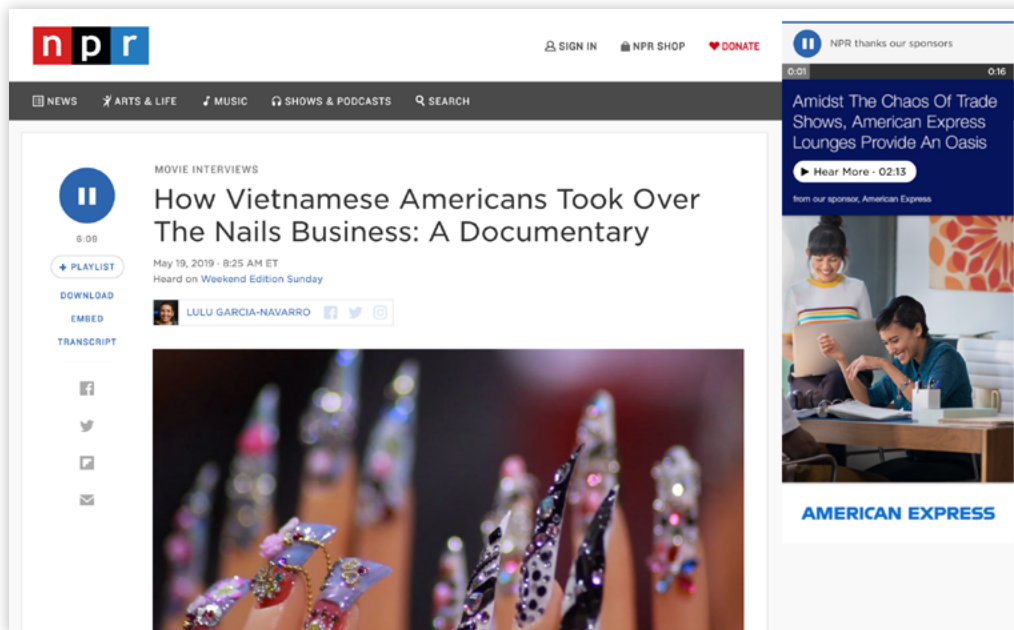 npr
SIGN IN
NPR SHOP
DONATE
NEWS
ARTS & LIFE
MUSIC
SHOWS & PODCASTS
SEARCH
MOVIE INTERVIEWS
How Vietnamese Americans Took Over
The Nails Business: A Documentary
May 19, 2019 · 8:25 AM ET
Heard on Weekend Edition Sunday
LULU GARCIA-NAVARRO
6:09
+ PLAYLIST
DOWNLOAD
EMBED
TRANSCRIPT
NPR thanks our sponsors
0:01
0:16
Amidst The Chaos Of Trade
Shows, American Express
Lounges Provide An Oasis
Hear More · 02:13
from our sponsor, American Express
AMERICAN EXPRESS